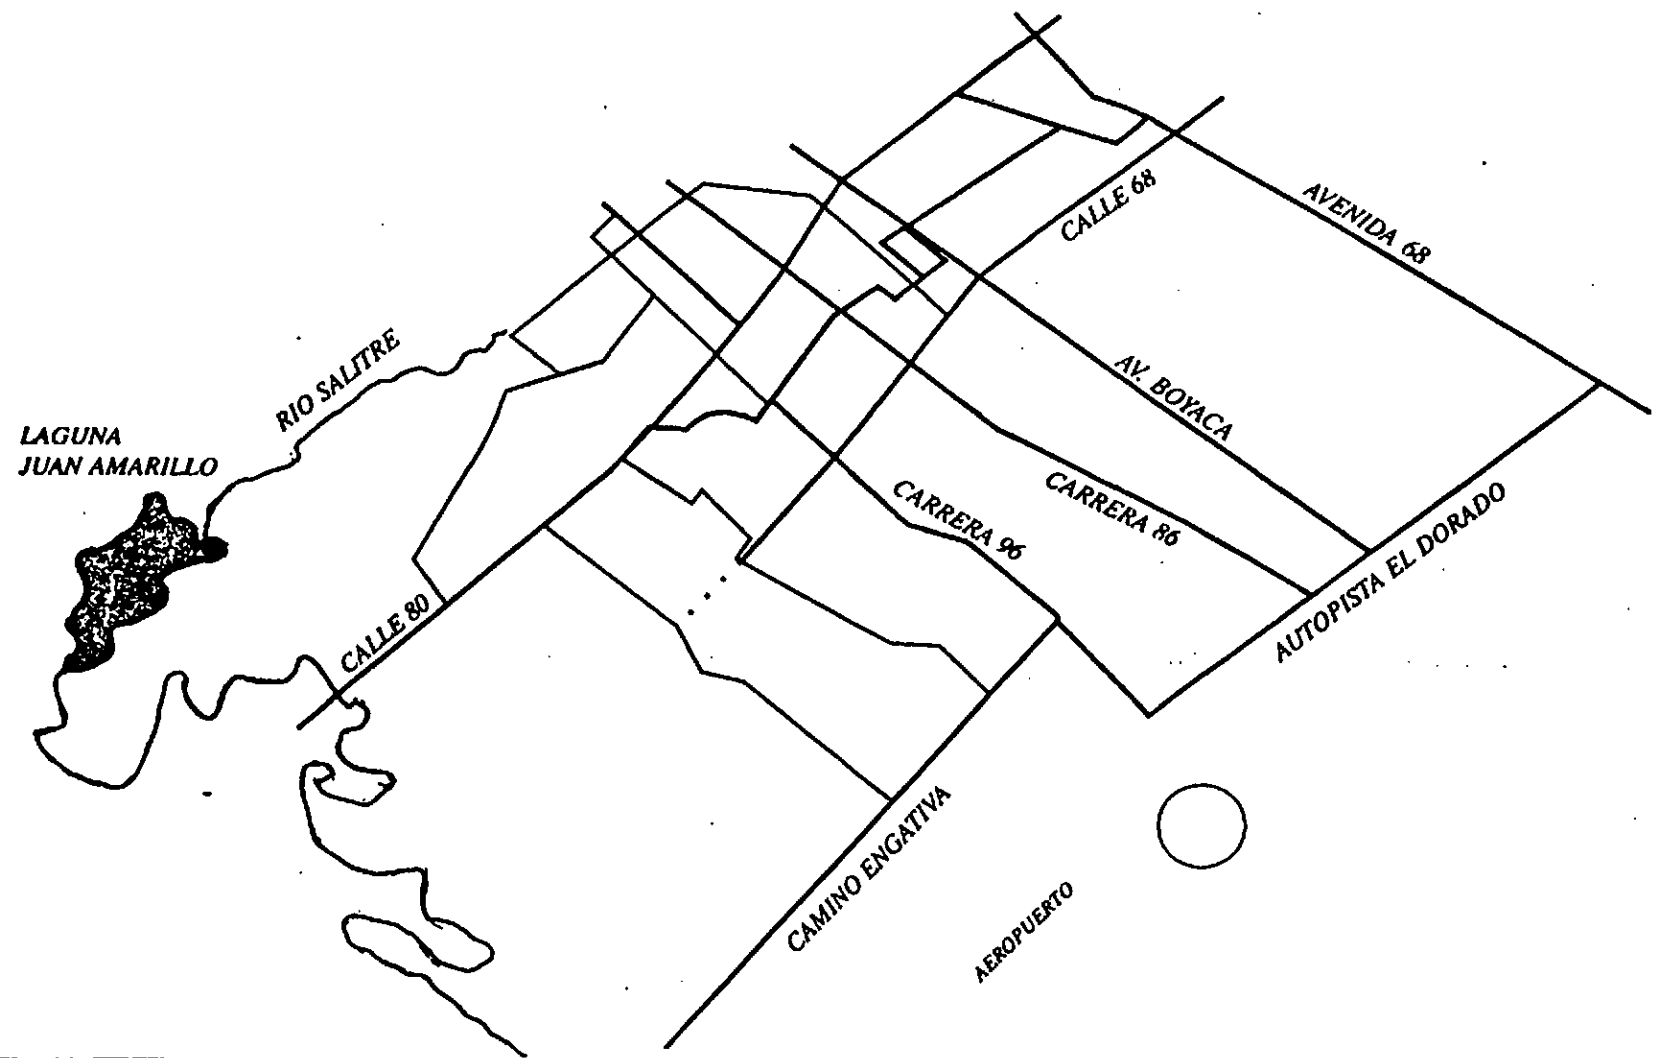 CALLE 68
AVENIDA 68
RIO SALITRE
LAGUNA
JUAN AMARILLO
AV. BOYACA
CARRERA 86
CARRERA 96
AUTOPISTA EL DORADO
CALLE 80
CAMINO ENGATIVA
AEROPUERTO